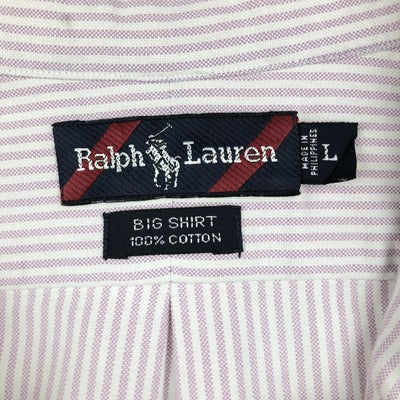 Ralph Lauren
MADE IN
PHILIPPINES
L
BIG SHIRT
100% COTTON